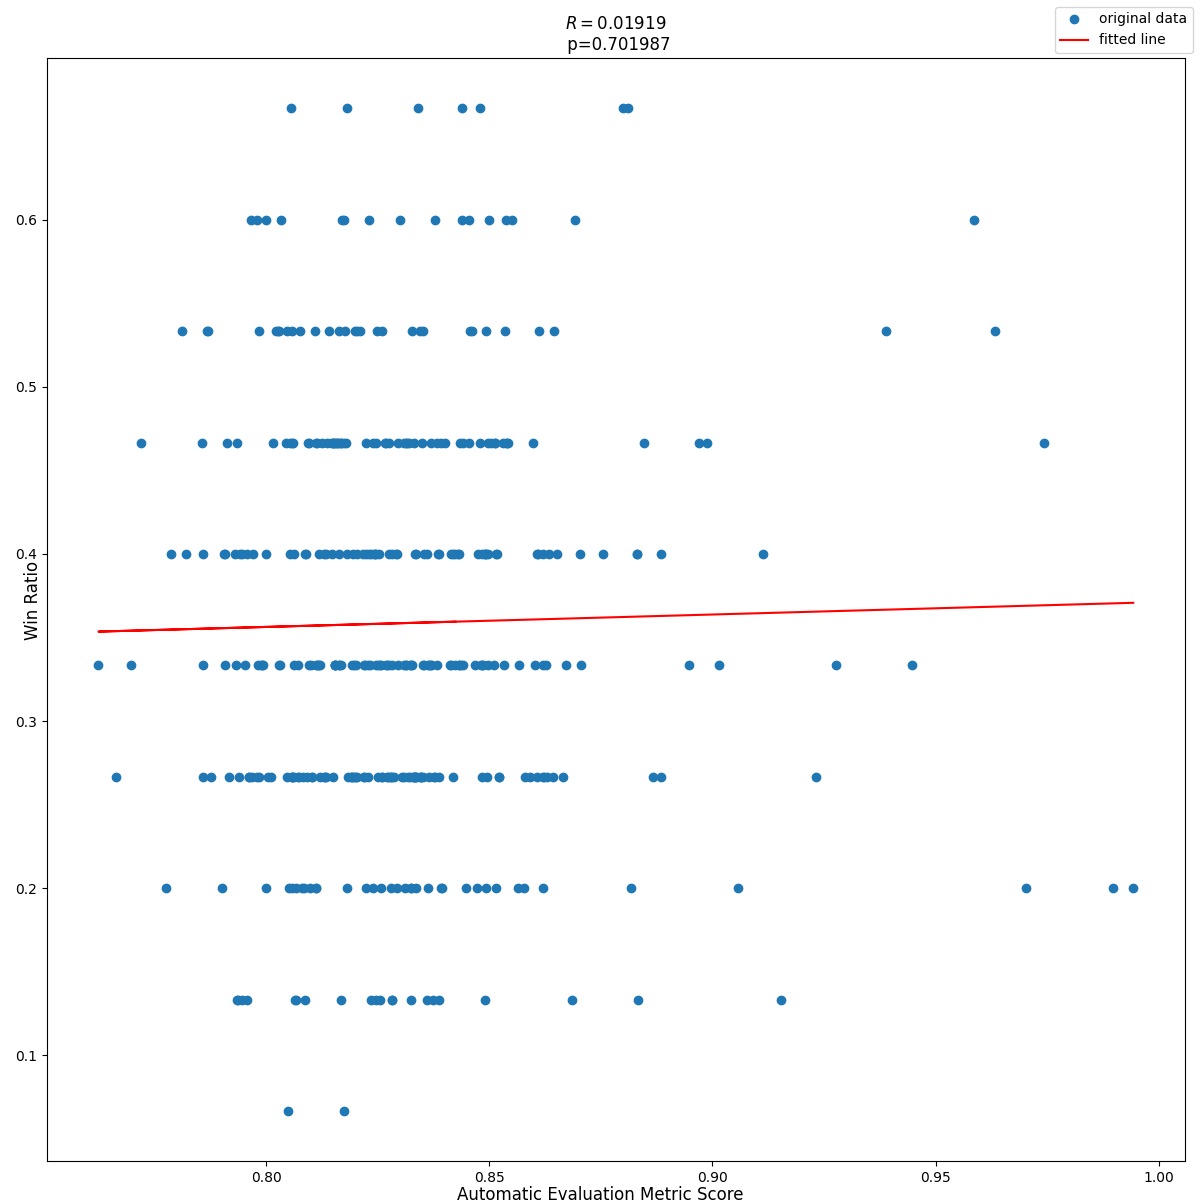 R = 0.01919
p=0.701987
original data
fitted line
Win Ratio
0.6
0.5
0.4
0.3
0.2
0.1
0.80
0.85
0.90
0.95
1.00
Automatic Evaluation Metric Score